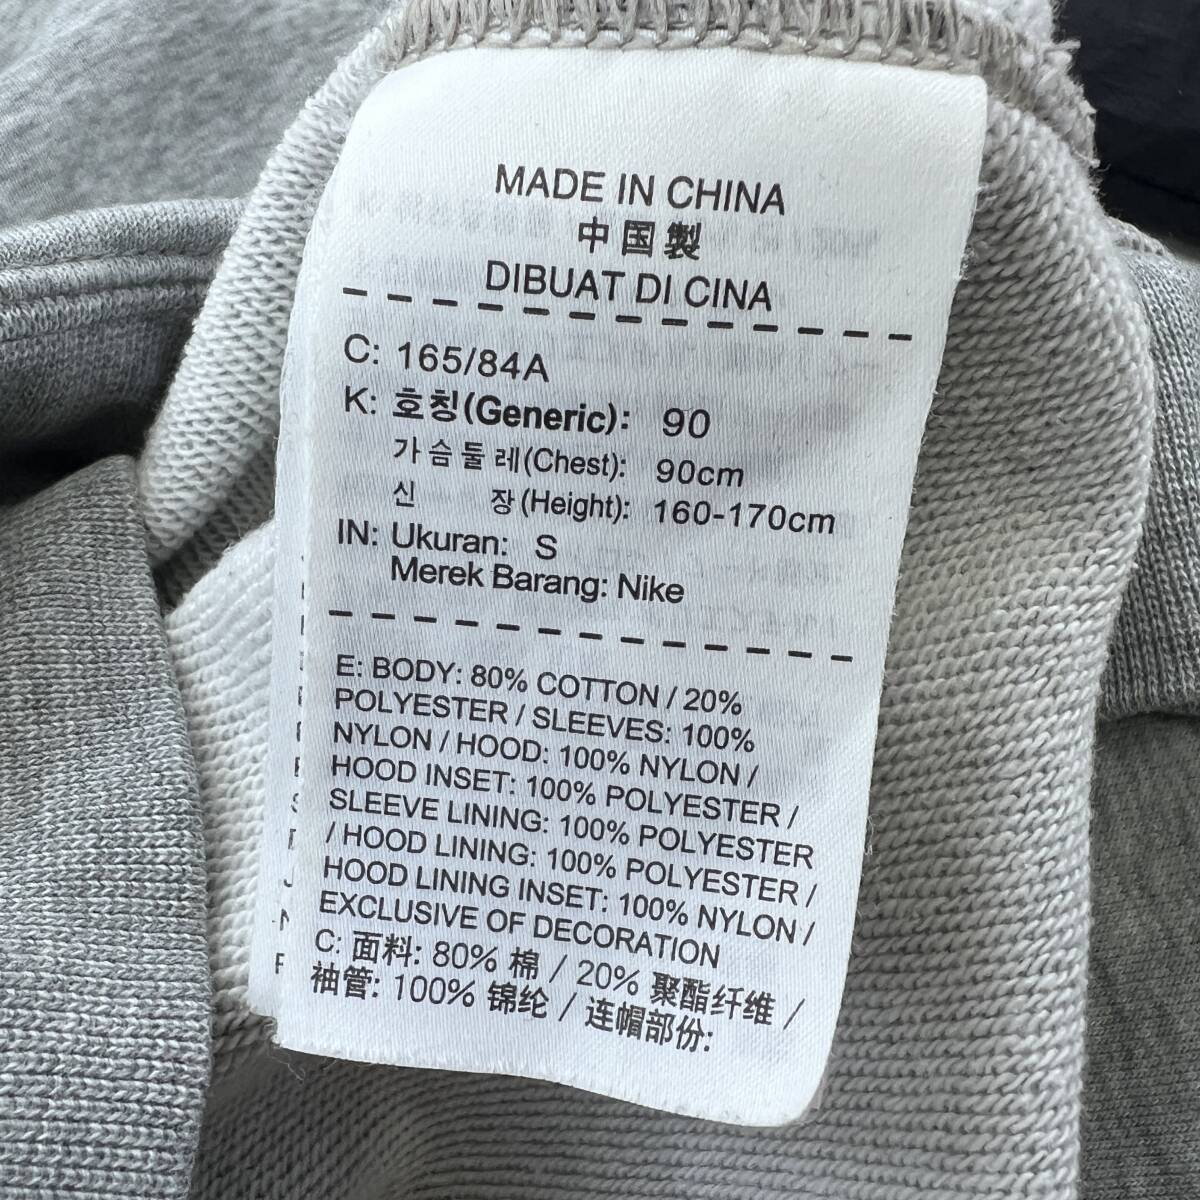 MADE IN CHINA
中国製
DIBUAT DI CINA
C: 165/84A
K: 호칭(Generic): 90
가슴둘레(Chest): 90cm
신 장(Height): 160-170cm
IN: Ukuran: S
Merek Barang: Nike
E: BODY: 80% COTTON / 20%
POLYESTER / SLEEVES: 100%
NYLON / HOOD: 100% NYLON /
HOOD INSET: 100% POLYESTER /
SLEEVE LINING: 100% POLYESTER
/ HOOD LINING: 100% POLYESTER /
HOOD LINING INSET: 100% NYLON /
EXCLUSIVE OF DECORATION
C: 面料: 80% 棉 / 20% 聚酯纤维 /
袖管: 100% 锦纶 / 连帽部份: